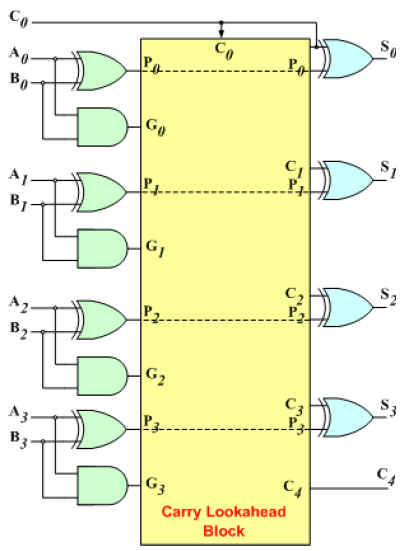 C0
A0
B0
C0
P0
P0
S0
G0
A1
B1
C1
P1
P1
S1
G1
A2
B2
C2
P2
P2
S2
G2
A3
B3
C3
P3
P3
S3
G3
C4
C4
Carry Lookahead
Block